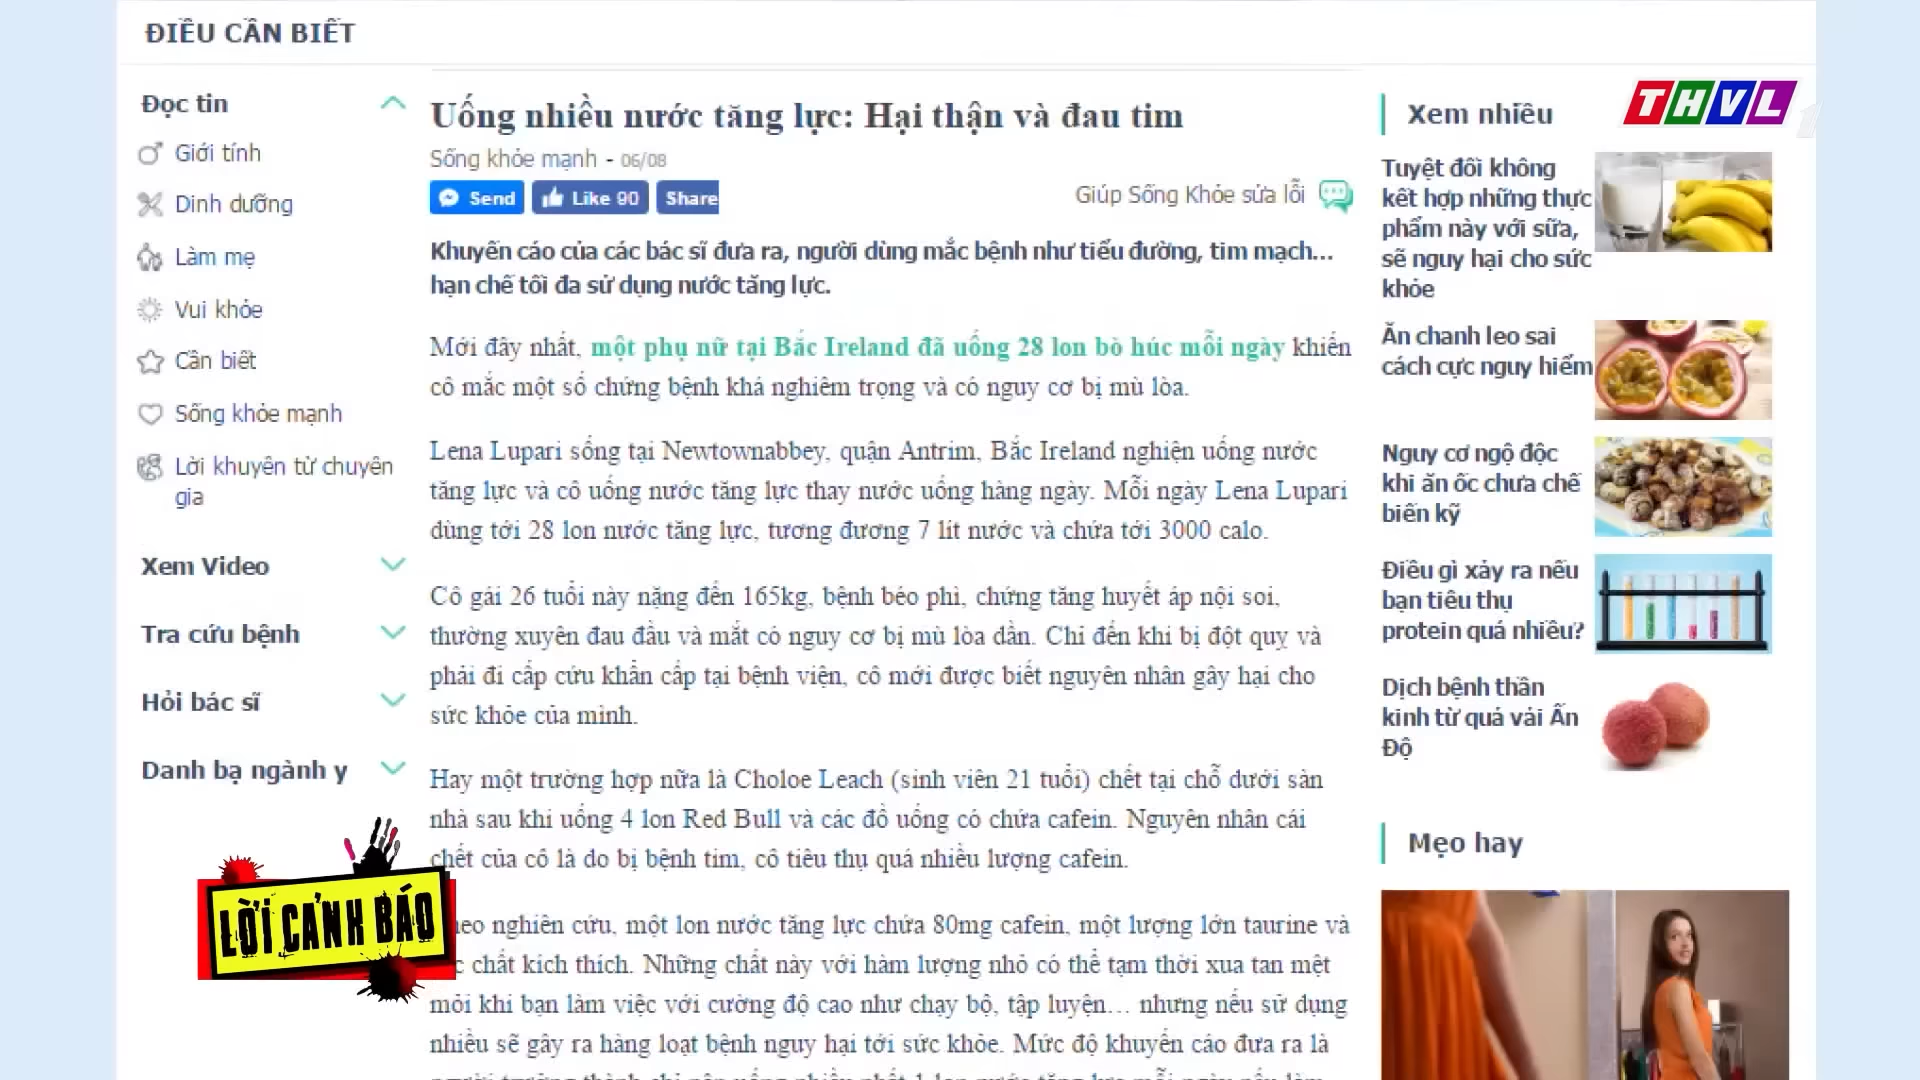 ĐIỀU CẦN BIẾT
THVL
Đọc tin
Giới tính
Dinh dưỡng
Làm mẹ
Vui khỏe
Cần biết
Sống khỏe mạnh
Lời khuyên từ chuyên
gia
Xem Video
Tra cứu bệnh
Hỏi bác sĩ
Danh bạ ngành y
LỜI CẢNH BÁO
Uống nhiều nước tăng lực: Hại thận và đau tim
Sống khỏe mạnh - 06/08
Send Like 90 Share
Giúp Sống Khỏe sửa lỗi
Khuyến cáo của các bác sĩ đưa ra, người dùng mắc bệnh như tiểu đường, tim mạch...
hạn chế tối đa sử dụng nước tăng lực.
Mới đây nhất, một phụ nữ tại Bắc Ireland đã uống 28 lon bò húc mỗi ngày khiến
cô mắc một số chứng bệnh khá nghiêm trọng và có nguy cơ bị mù lòa.
Lena Lupari sống tại Newtownabbey, quận Antrim, Bắc Ireland nghiện uống nước
tăng lực và cô uống nước tăng lực thay nước uống hàng ngày. Mỗi ngày Lena Lupari
dùng tới 28 lon nước tăng lực, tương đương 7 lít nước và chứa tới 3000 calo.
Cô gái 26 tuổi này nặng đến 165kg, bệnh béo phì, chứng tăng huyết áp nội soi,
thường xuyên đau đầu và mắt có nguy cơ bị mù lòa dần. Chỉ đến khi bị đột quỵ và
phải đi cấp cứu khẩn cấp tại bệnh viện, cô mới được biết nguyên nhân gây hại cho
sức khỏe của mình.
Hay một trường hợp nữa là Choloe Leach (sinh viên 21 tuổi) chết tại chỗ dưới sàn
nhà sau khi uống 4 lon Red Bull và các đồ uống có chứa cafein. Nguyên nhân cái
chết của cô là do bị bệnh tim, cô tiêu thụ quá nhiều lượng cafein.
heo nghiên cứu, một lon nước tăng lực chứa 80mg cafein, một lượng lớn taurine và
c chất kích thích. Những chất này với hàm lượng nhỏ có thể tạm thời xua tan mệt
mỏi khi bạn làm việc với cường độ cao như chạy bộ, tập luyện… nhưng nếu sử dụng
nhiều sẽ gây ra hàng loạt bệnh nguy hại tới sức khỏe. Mức độ khuyến cáo đưa ra là
Xem nhiều
Tuyệt đối không
kết hợp những thực
phẩm này với sữa,
sẽ nguy hại cho sức
khỏe
Ăn chanh leo sai
cách cực nguy hiểm
Nguy cơ ngộ độc
khi ăn ốc chưa chế
biến kỹ
Điều gì xảy ra nếu
bạn tiêu thụ
protein quá nhiều?
Dịch bệnh thần
kinh từ quả vải Ấn
Độ
Mẹo hay